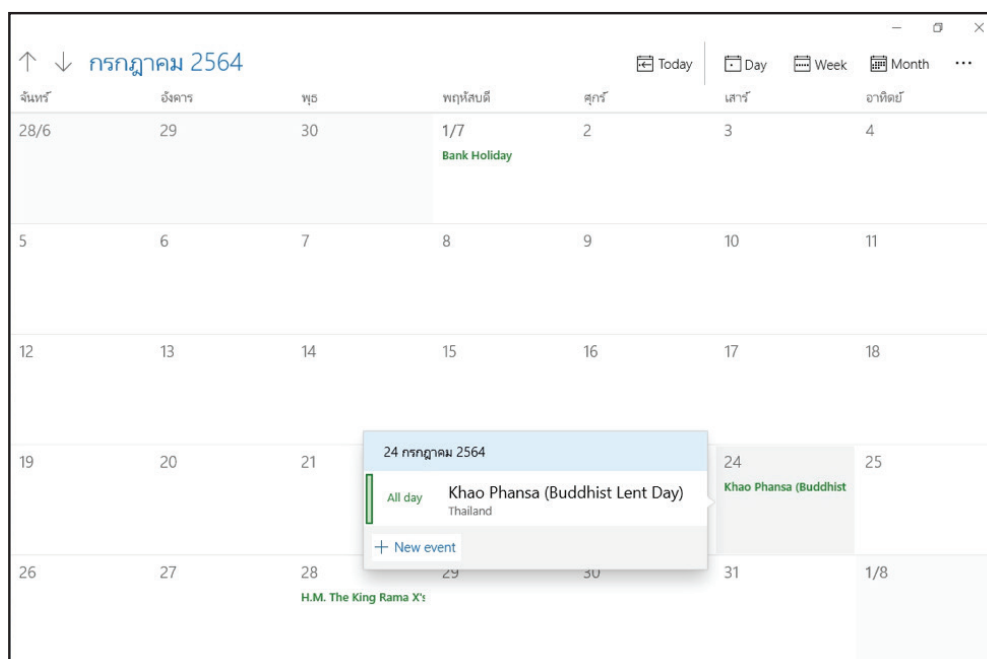 กรกฎาคม 2564 Today Day Week Month ...
จันทร์ อังคาร พุธ พฤหัสบดี ศุกร์ เสาร์ อาทิตย์
28/6 29 30 1/7 2 3 4
Bank Holiday
5 6 7 8 9 10 11
12 13 14 15 16 17 18
19 20 21 24 25
Khao Phansa (Buddhist
24 กรกฎาคม 2564
All day Khao Phansa (Buddhist Lent Day)
Thailand
+ New event
26 27 28 29 30 31 1/8
H.M. The King Rama X's